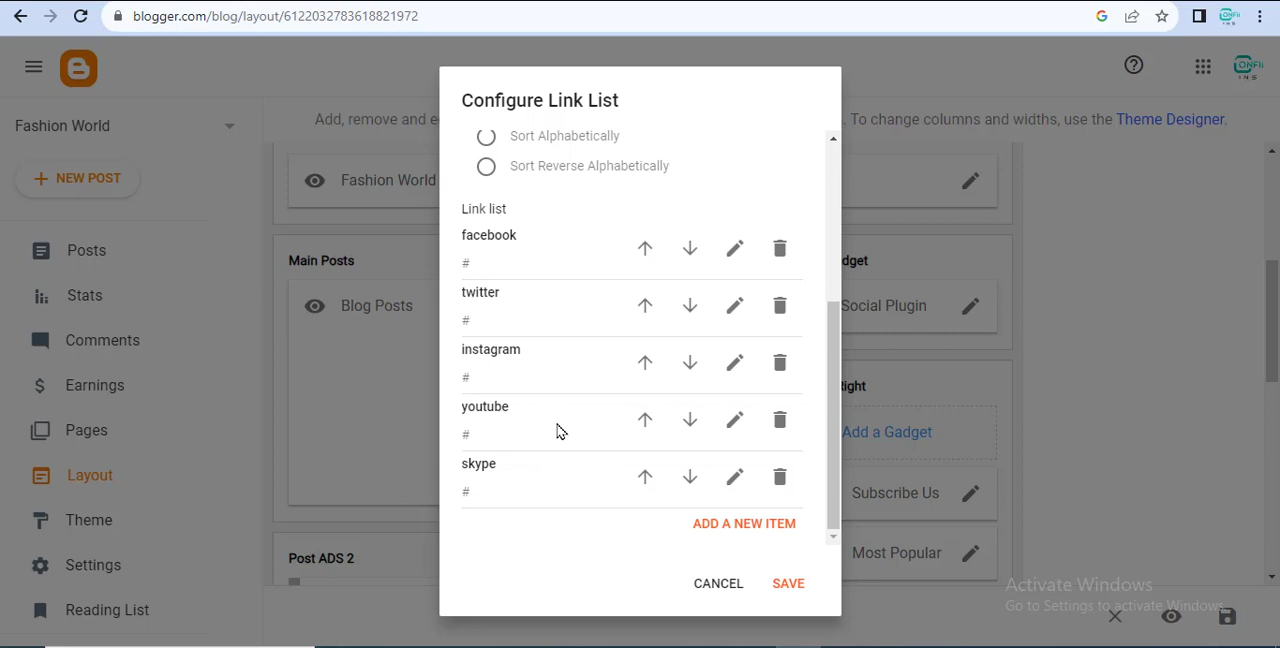 blogger.com/blog/layout/6122032783618821972
Fashion World
NEW POST
Posts
Stats
Comments
Earnings
Pages
Layout
Theme
Settings
Reading List
Add, remove and e
. To change columns and widths, use the Theme Designer.
Fashion World
Main Posts
Blog Posts
Post ADS 2
Configure Link List
Sort Alphabetically
Sort Reverse Alphabetically
Link list
facebook
#
twitter
#
instagram
#
youtube
#
skype
#
ADD A NEW ITEM
CANCEL
SAVE
dget
Social Plugin
Right
Add a Gadget
Subscribe Us
Most Popular
Activate Windows
Go to Settings to activate Windows.